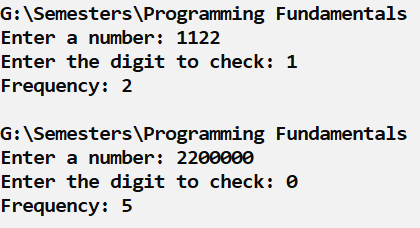 G:\Semesters\Programming Fundamentals
Enter a number: 1122
Enter the digit to check: 1
Frequency: 2
G:\Semesters\Programming Fundamentals
Enter a number: 2200000
Enter the digit to check: 0
Frequency: 5